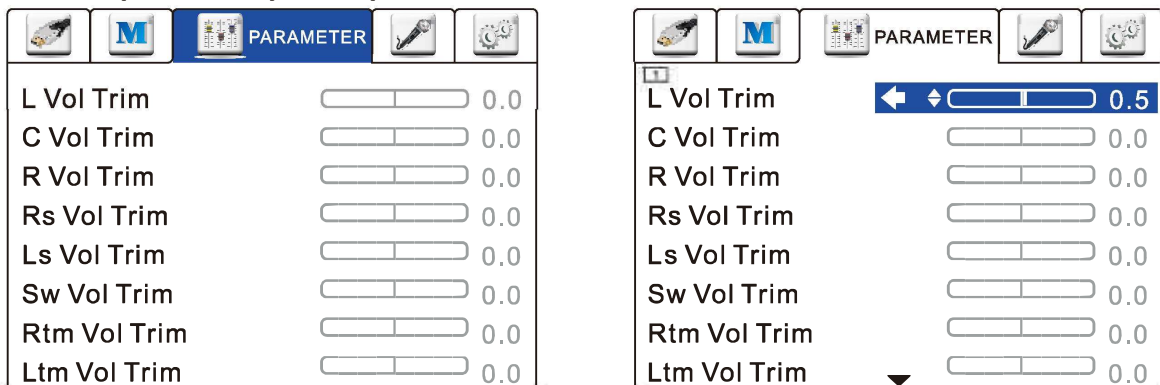 M PARAMETER
L Vol Trim 0.0
C Vol Trim 0.0
R Vol Trim 0.0
Rs Vol Trim 0.0
Ls Vol Trim 0.0
Sw Vol Trim 0.0
Rtm Vol Trim 0.0
Ltm Vol Trim 0.0
M PARAMETER
1
L Vol Trim 0.5
C Vol Trim 0.0
R Vol Trim 0.0
Rs Vol Trim 0.0
Ls Vol Trim 0.0
Sw Vol Trim 0.0
Rtm Vol Trim 0.0
Ltm Vol Trim 0.0